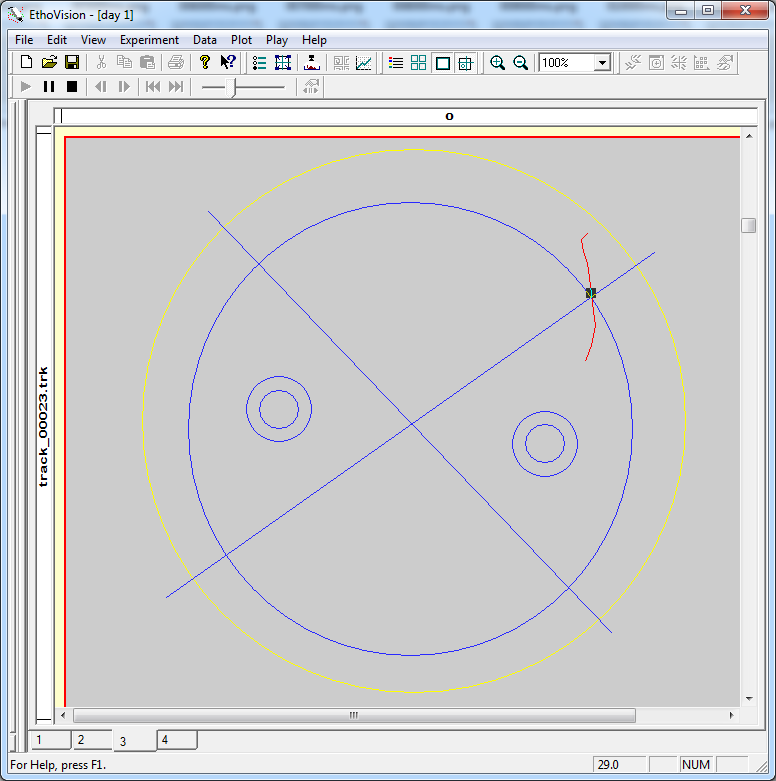 EthoVision - [day 1]
File Edit View Experiment Data Plot Play Help
100%
o
track_00023.trk
1 2 3 4
For Help, press F1.
29.0 NUM